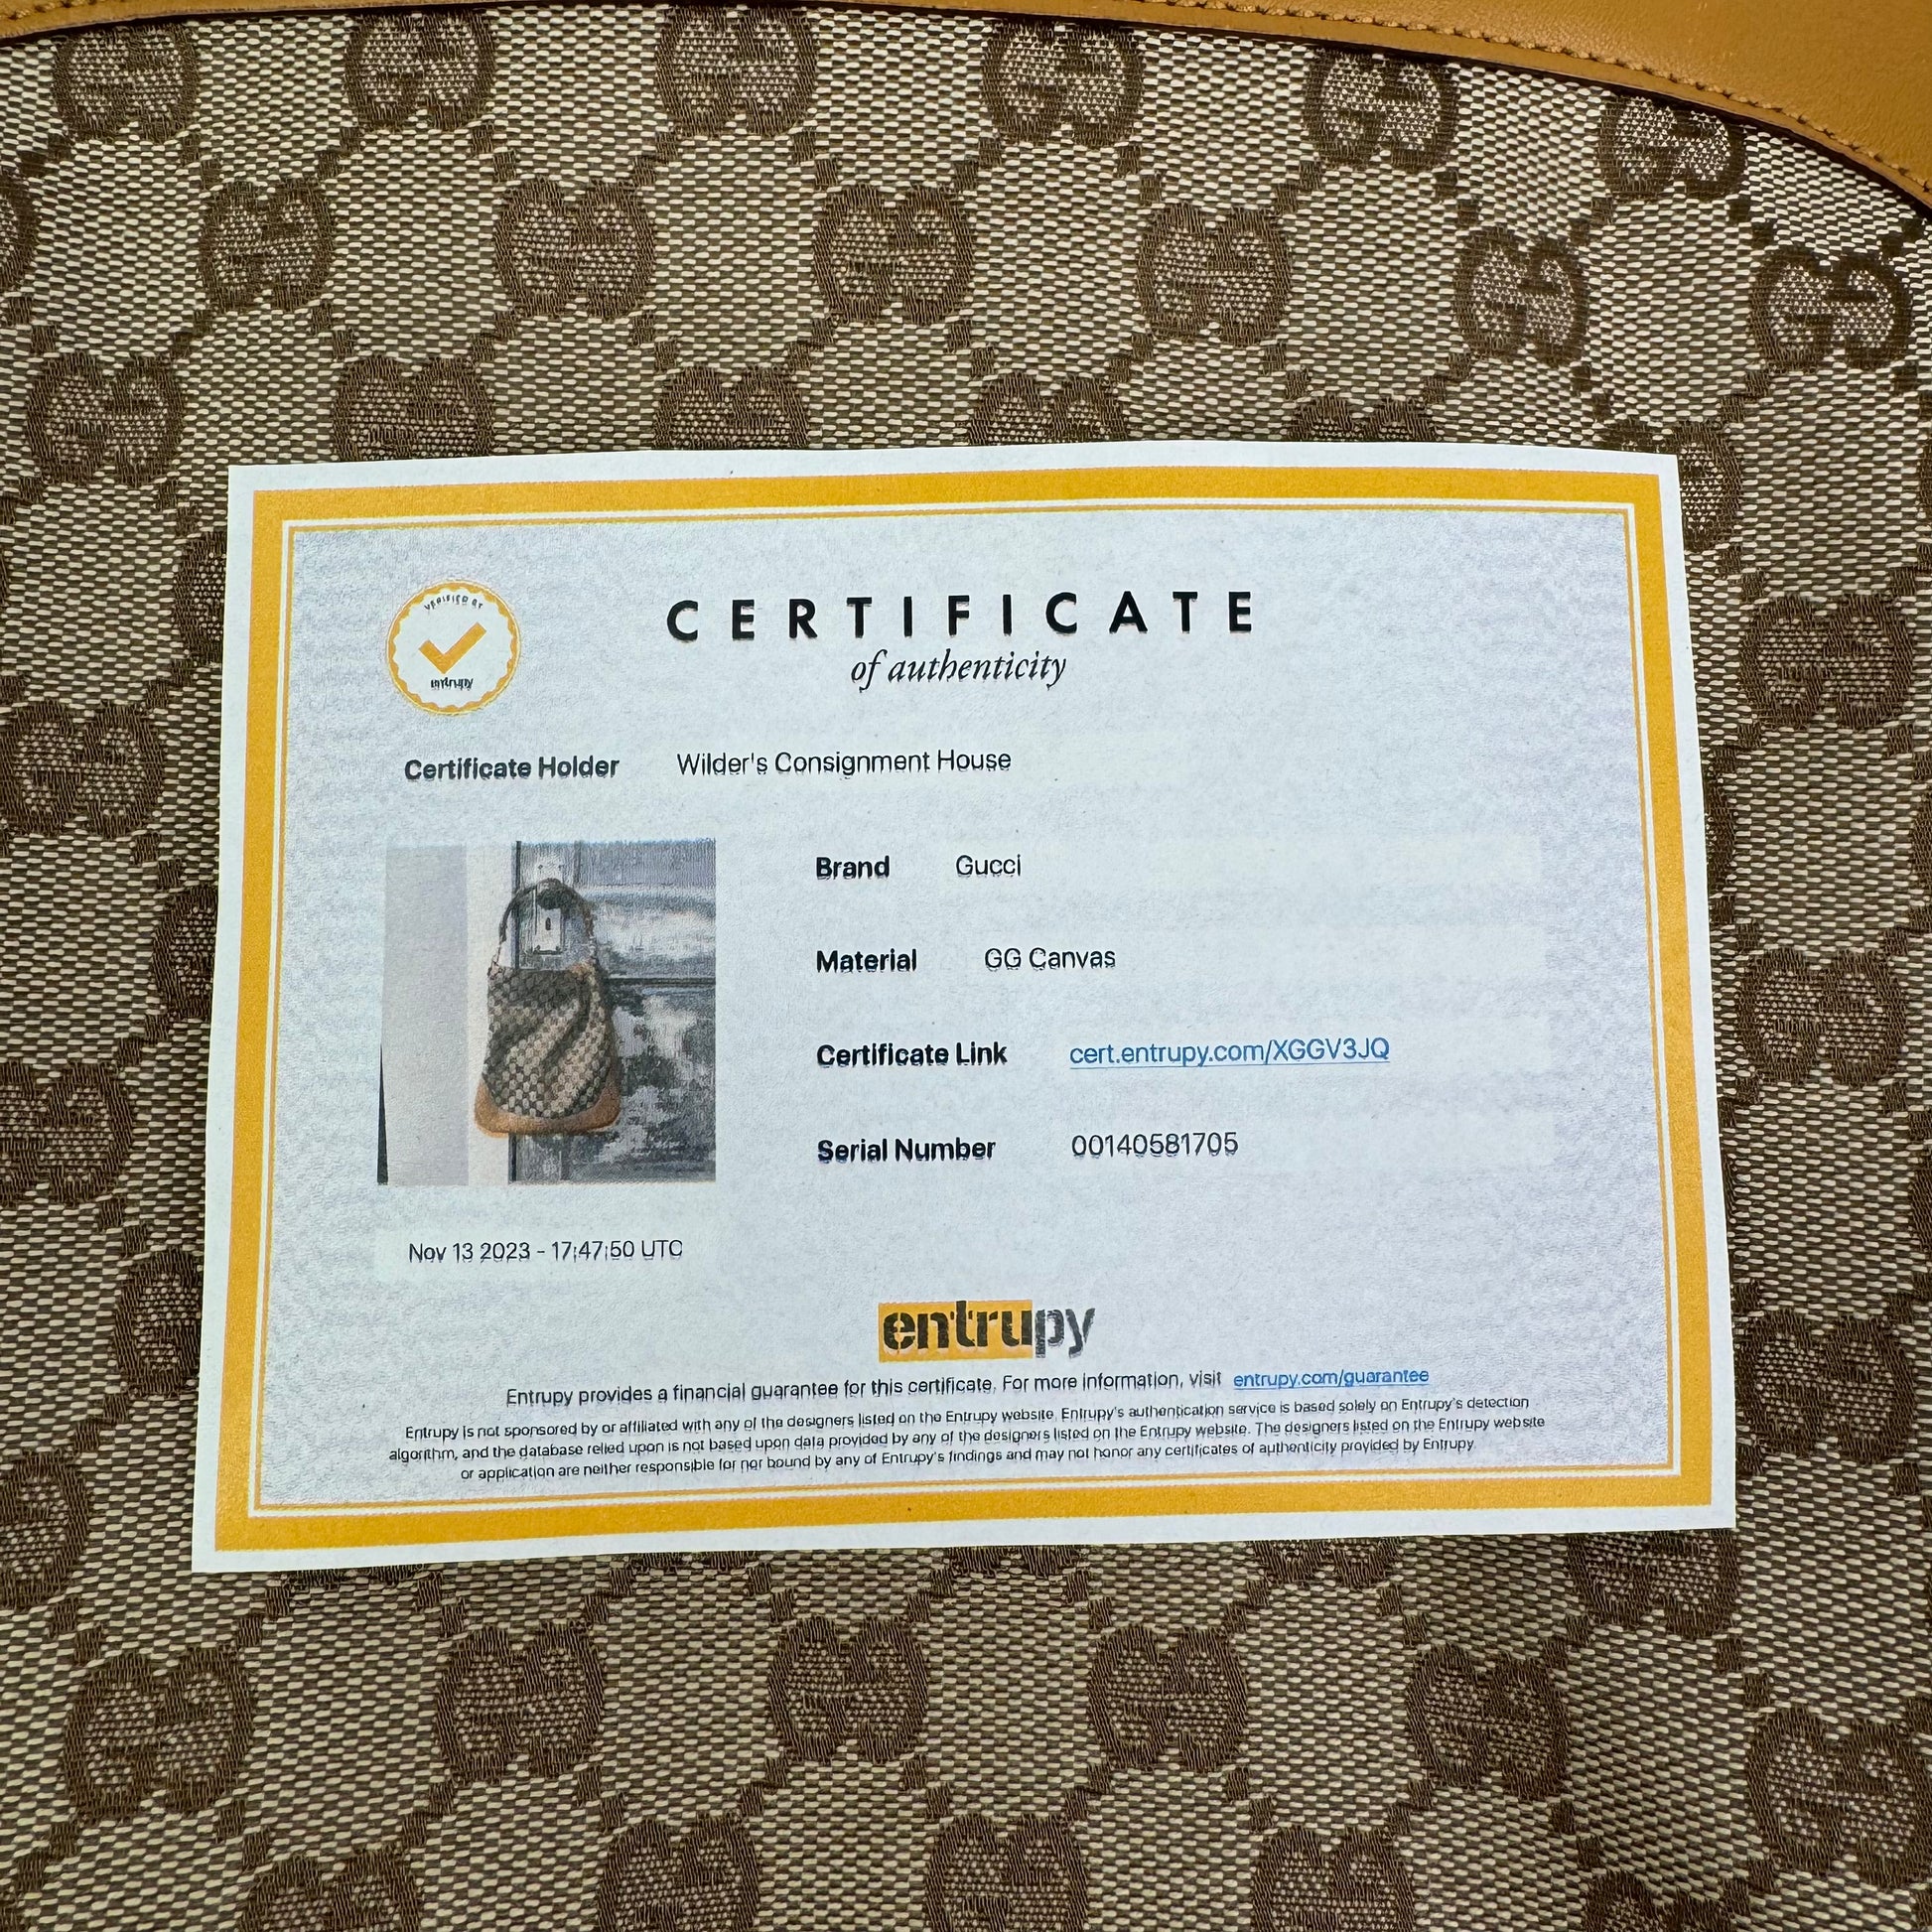 VERIFIED BY
entrupy
CERTIFICATE
of authenticity
Certificate Holder Wilder's Consignment House
Brand Gucci
Material GG Canvas
Certificate Link cert.entrupy.com/XGGV3JQ
Serial Number 00140581705
Nov 13 2023 - 17:47:50 UTC
entrupy
Entrupy provides a financial guarantee for this certificate. For more information, visit entrupy.com/guarantee
Entrupy is not sponsored by or affiliated with any of the designers listed on the Entrupy website. Entrupy's authentication service is based solely on Entrupy's detection
algorithm, and the database relied upon is not based upon data provided by any of the designers listed on the Entrupy website. The designers listed on the Entrupy website
or application are neither responsible for nor bound by any of Entrupy's findings and may not honor any certificates of authenticity provided by Entrupy.